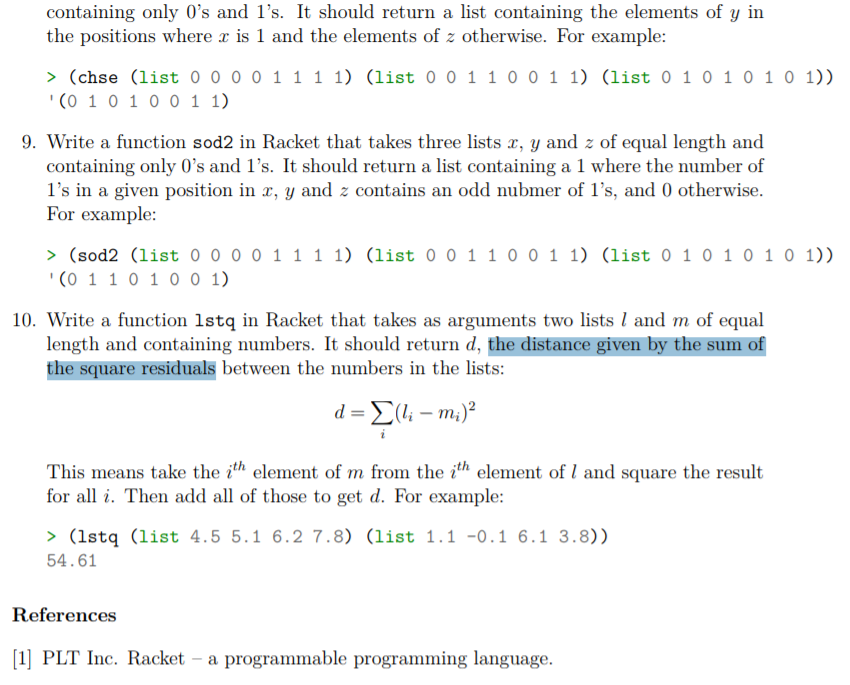 containing only 0's and 1's. It should return a list containing the elements of y in
the positions where x is 1 and the elements of z otherwise. For example:
> (chse (list 0 0 0 0 1 1 1 1) (list 0 0 1 1 0 0 1 1) (list 0 1 0 1 0 1 0 1))
'(0 1 0 1 0 0 1 1)
9. Write a function sod2 in Racket that takes three lists x, y and z of equal length and
containing only 0's and 1's. It should return a list containing a 1 where the number of
1's in a given position in x, y and z contains an odd nubmer of 1's, and 0 otherwise.
For example:
> (sod2 (list 0 0 0 0 1 1 1 1) (list 0 0 1 1 0 0 1 1) (list 0 1 0 1 0 1 0 1))
'(0 1 1 0 1 0 0 1)
10. Write a function lstq in Racket that takes as arguments two lists l and m of equal
length and containing numbers. It should return d, the distance given by the sum of
the square residuals between the numbers in the lists:
d = ∑ᵢ(lᵢ − mᵢ)²
This means take the iᵗʰ element of m from the iᵗʰ element of l and square the result
for all i. Then add all of those to get d. For example:
> (lstq (list 4.5 5.1 6.2 7.8) (list 1.1 -0.1 6.1 3.8))
54.61
References
[1] PLT Inc. Racket – a programmable programming language.